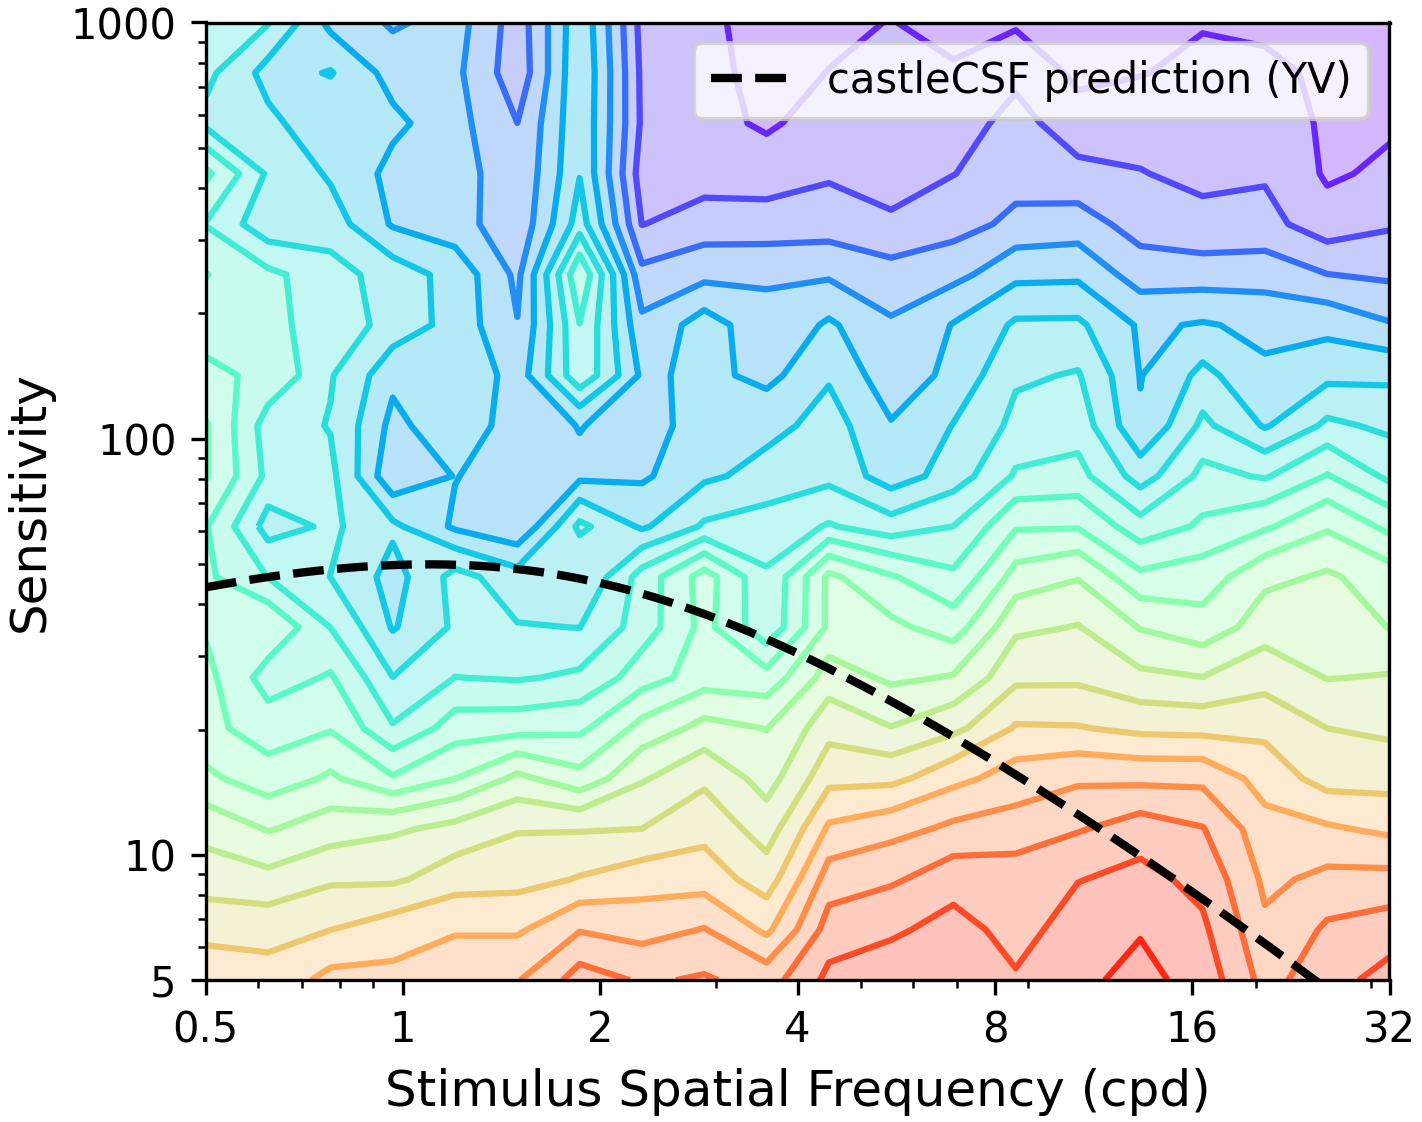 1000
castleCSF prediction (YV)
Sensitivity
100
10
5
0.5 1 2 4 8 16 32
Stimulus Spatial Frequency (cpd)